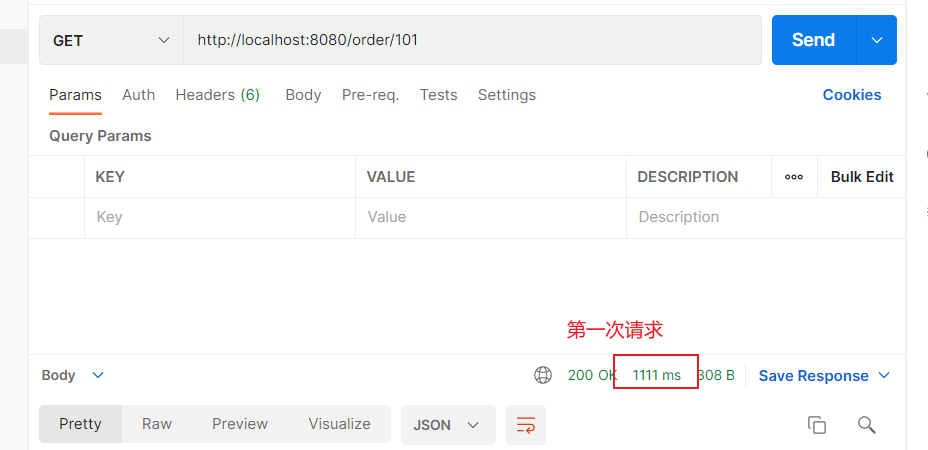 GET http://localhost:8080/order/101 Send
Params Auth Headers (6) Body Pre-req. Tests Settings Cookies
Query Params
KEY VALUE DESCRIPTION Bulk Edit
Key Value Description
第一次请求
Body 200 OK 1111 ms 308 B Save Response
Pretty Raw Preview Visualize JSON